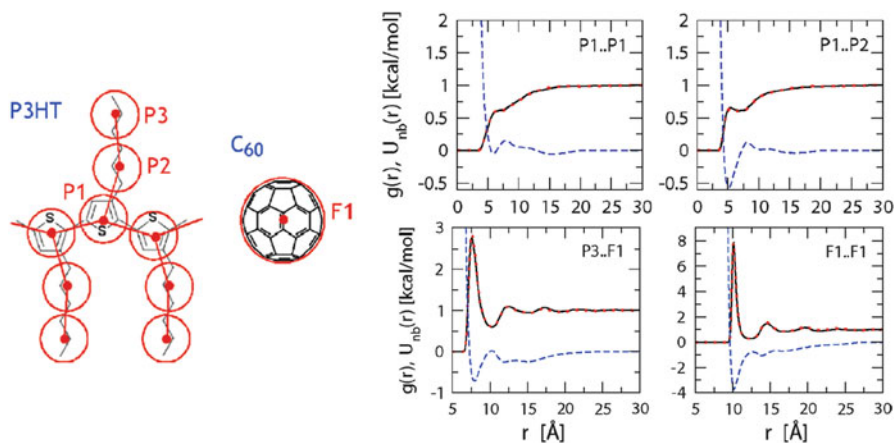 P3HT
P3
P2
P1
S
S
S
C60
F1
g(r), Unb(r) [kcal/mol]
P1..P1
2
1.5
1
0.5
0
-0.5
0 5 10 15 20 25 30
P1..P2
2
1.5
1
0.5
0
-0.5
0 5 10 15 20 25 30
g(r), Unb(r) [kcal/mol]
P3..F1
3
2
1
0
-1
5 10 15 20 25 30
r [Å]
F1..F1
8
6
4
2
0
-2
-4
5 10 15 20 25 30
r [Å]